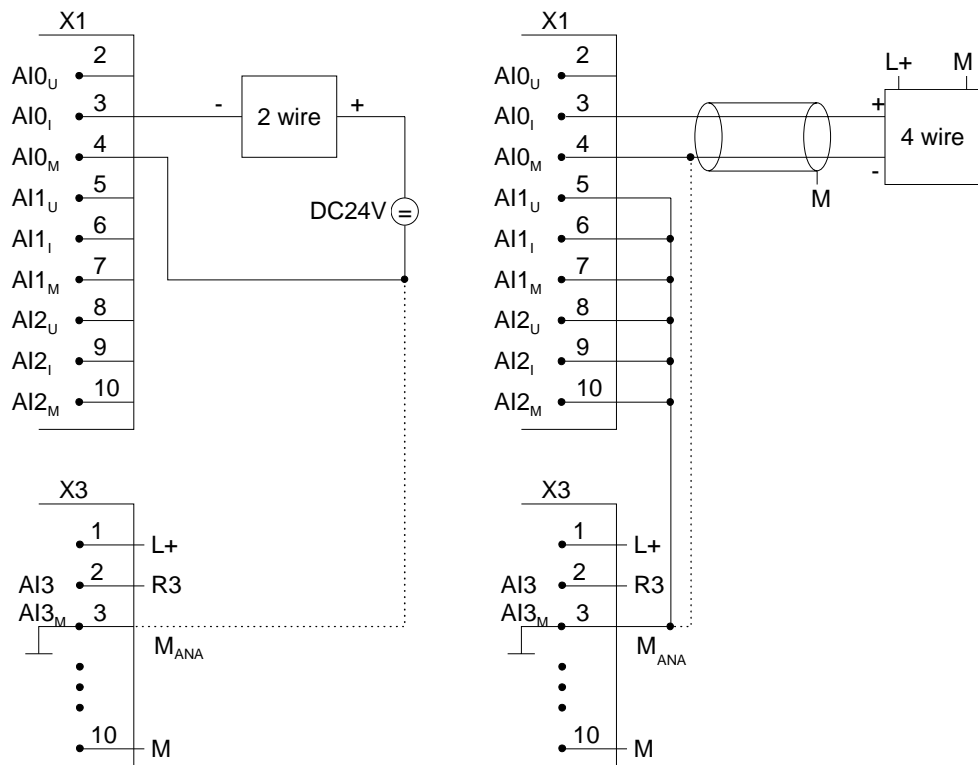 X1
2
AI0U
3
AI0I
4
AI0M
5
AI1U
6
AI1I
7
AI1M
8
AI2U
9
AI2I
10
AI2M
- 2 wire +
DC24V =
X3
1
L+
AI3 2 R3
AI3M 3
MANA
10
M
X1
2
AI0U
3
AI0I
4
AI0M
5
AI1U
6
AI1I
7
AI1M
8
AI2U
9
AI2I
10
AI2M
L+ M
+
4 wire
-
M
X3
1
L+
AI3 2 R3
AI3M 3
MANA
10
M